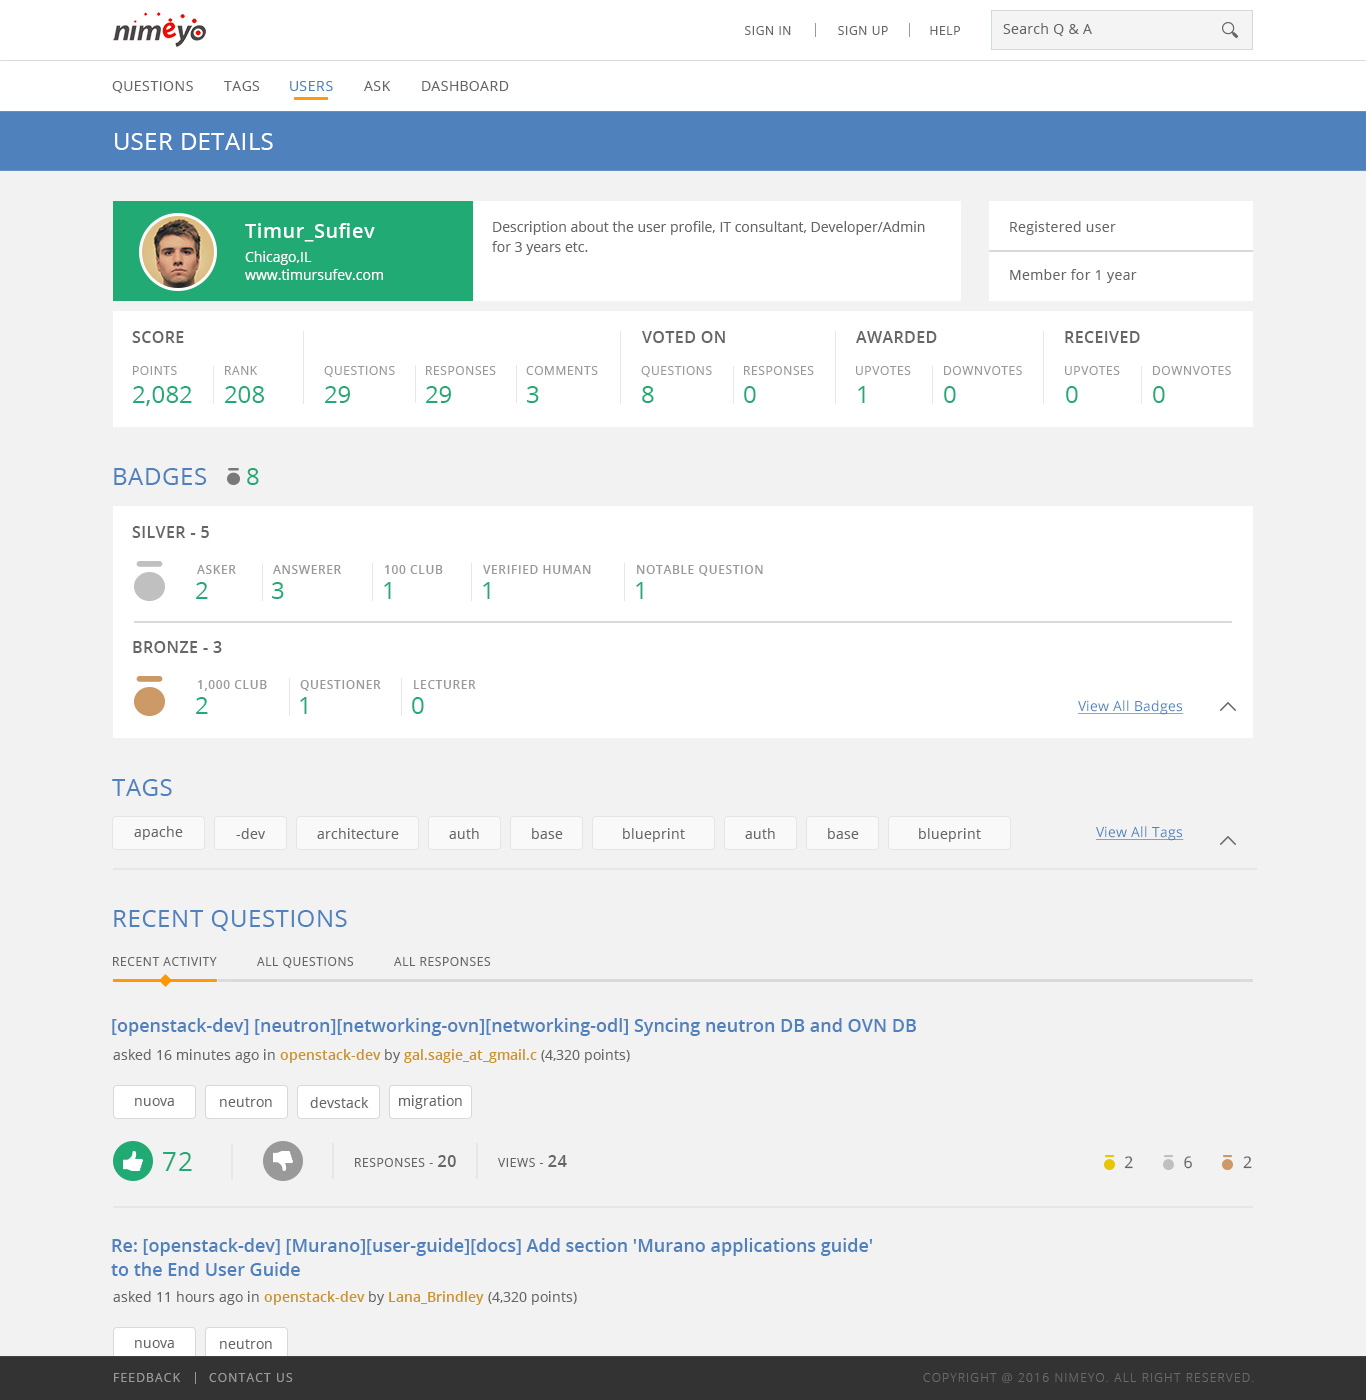 nimeyo
SIGN IN | SIGN UP | HELP
Search Q & A
QUESTIONS TAGS USERS ASK DASHBOARD
USER DETAILS
Timur_Sufiev
Chicago,IL
www.timursufev.com
Description about the user profile, IT consultant, Developer/Admin
for 3 years etc.
Registered user
Member for 1 year
SCORE VOTED ON AWARDED RECEIVED
POINTS RANK QUESTIONS RESPONSES COMMENTS QUESTIONS RESPONSES UPVOTES DOWNVOTES UPVOTES DOWNVOTES
2,082 208 29 29 3 8 0 1 0 0 0
BADGES 8
SILVER - 5
ASKER ANSWERER 100 CLUB VERIFIED HUMAN NOTABLE QUESTION
2 3 1 1 1
BRONZE - 3
1,000 CLUB QUESTIONER LECTURER
2 1 0
View All Badges
TAGS
apache -dev architecture auth base blueprint auth base blueprint
View All Tags
RECENT QUESTIONS
RECENT ACTIVITY ALL QUESTIONS ALL RESPONSES
[openstack-dev] [neutron][networking-ovn][networking-odl] Syncing neutron DB and OVN DB
asked 16 minutes ago in openstack-dev by gal.sagie_at_gmail.c (4,320 points)
nuova neutron devstack migration
72 RESPONSES - 20 VIEWS - 24 2 6 2
Re: [openstack-dev] [Murano][user-guide][docs] Add section 'Murano applications guide'
to the End User Guide
asked 11 hours ago in openstack-dev by Lana_Brindley (4,320 points)
nuova neutron
FEEDBACK | CONTACT US
COPYRIGHT @ 2016 NIMEYO. ALL RIGHT RESERVED.